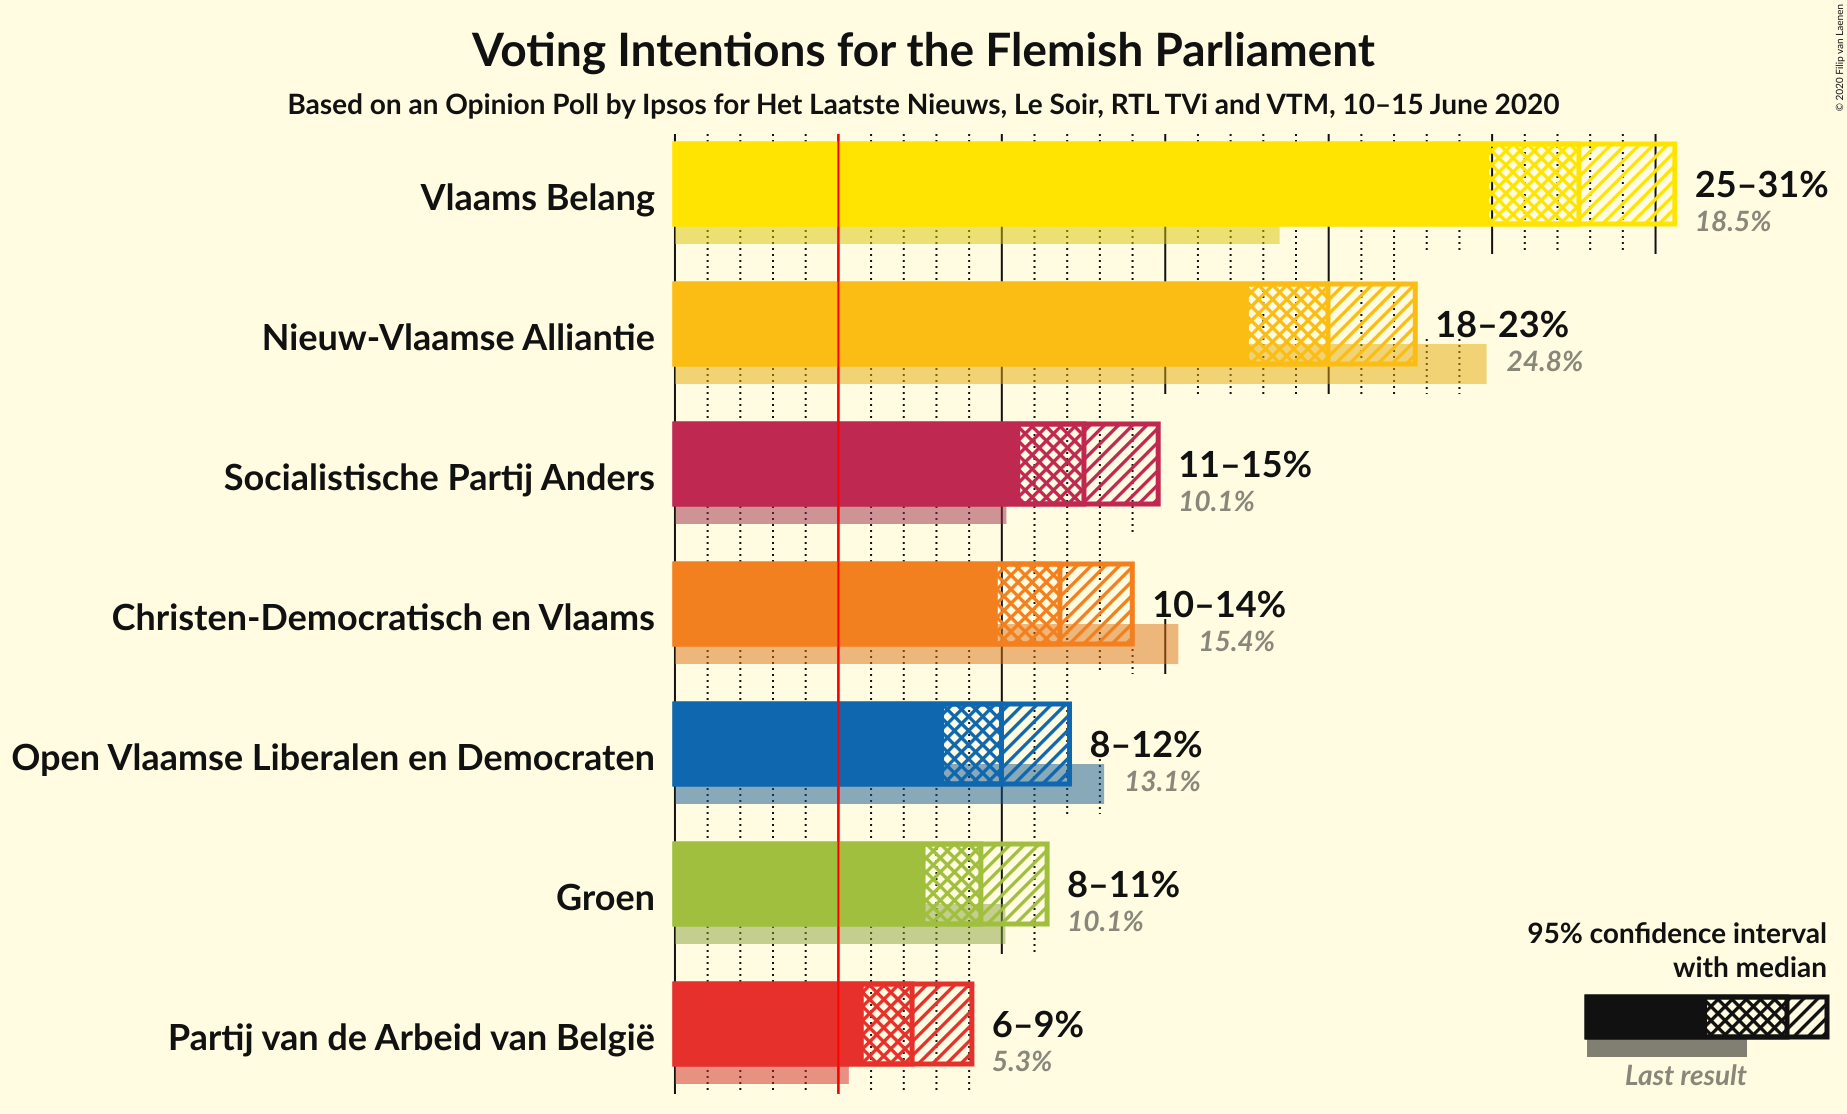 Voting Intentions for the Flemish Parliament
Based on an Opinion Poll by Ipsos for Het Laatste Nieuws, Le Soir, RTL TVi and VTM, 10–15 June 2020
© 2020 Filip van Laenen
Vlaams Belang
25–31%
18.5%
Nieuw-Vlaamse Alliantie
18–23%
24.8%
Socialistische Partij Anders
11–15%
10.1%
Christen-Democratisch en Vlaams
10–14%
15.4%
Open Vlaamse Liberalen en Democraten
8–12%
13.1%
Groen
8–11%
10.1%
Partij van de Arbeid van België
6–9%
5.3%
95% confidence interval
with median
Last result